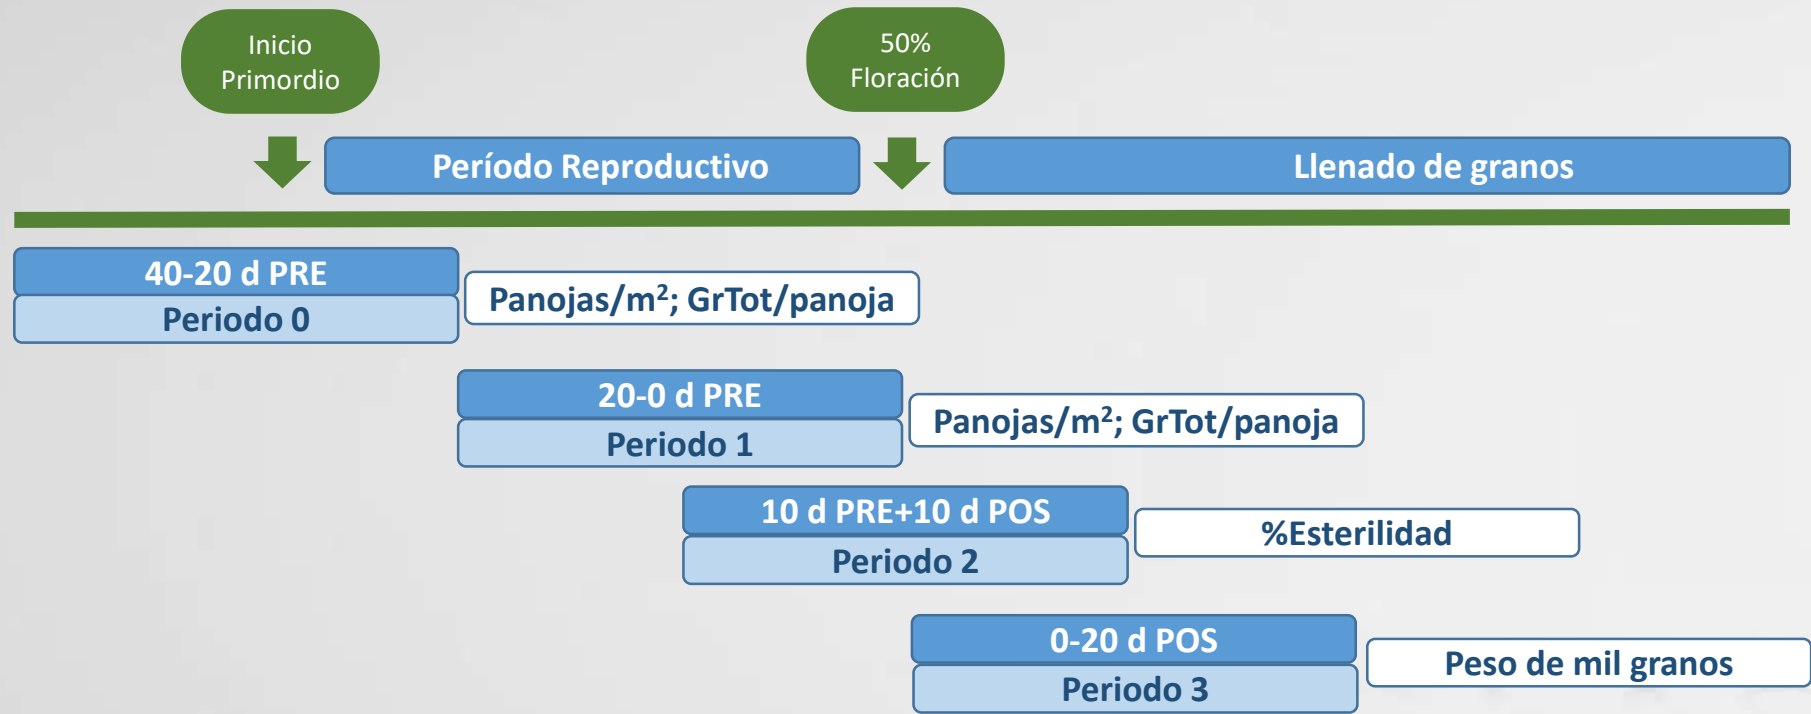 Inicio
Primordio
50%
Floración
Período Reproductivo
Llenado de granos
40-20 d PRE
Periodo 0
Panojas/m²; GrTot/panoja
20-0 d PRE
Periodo 1
Panojas/m²; GrTot/panoja
10 d PRE+10 d POS
Periodo 2
%Esterilidad
0-20 d POS
Periodo 3
Peso de mil granos